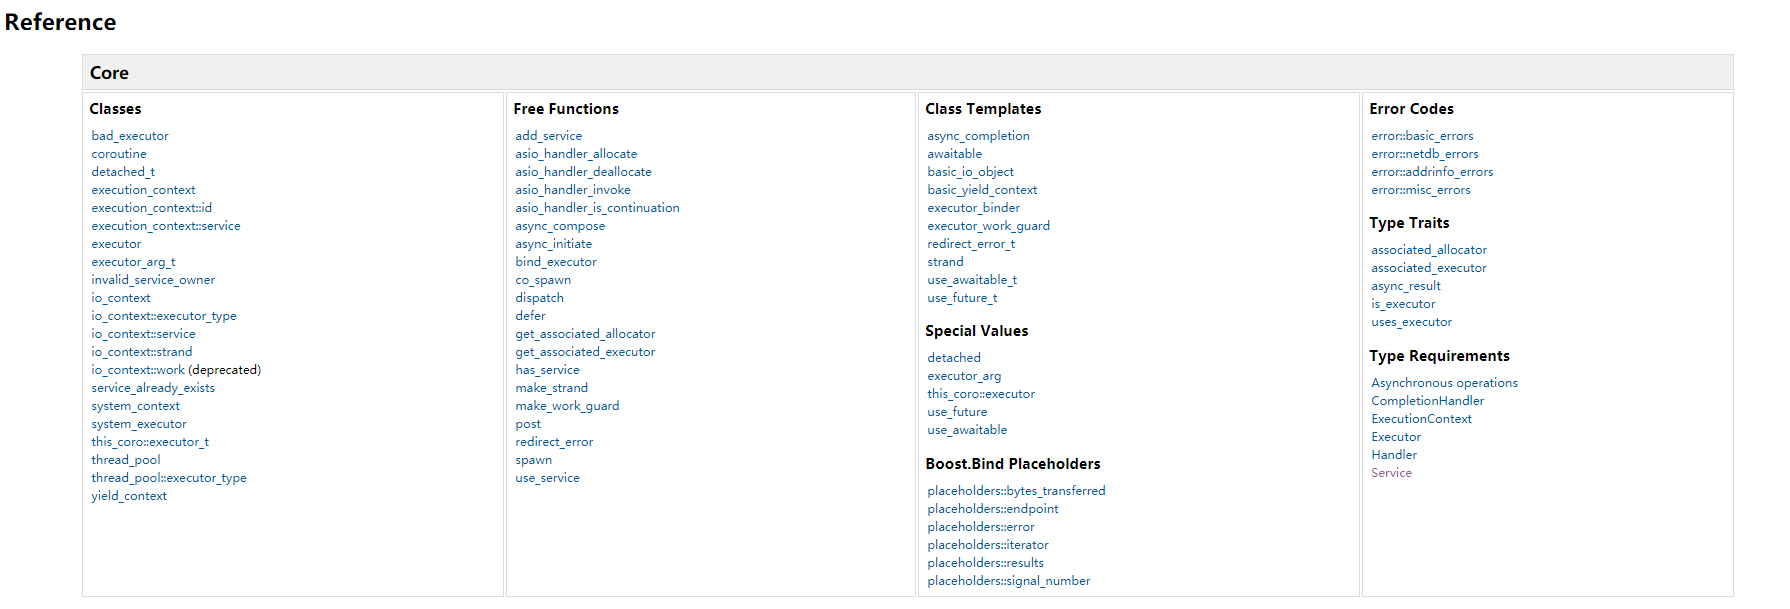 Reference
Core
Classes
bad_executor
coroutine
detached_t
execution_context
execution_context::id
execution_context::service
executor
executor_arg_t
invalid_service_owner
io_context
io_context::executor_type
io_context::service
io_context::strand
io_context::work (deprecated)
service_already_exists
system_context
system_executor
this_coro::executor_t
thread_pool
thread_pool::executor_type
yield_context
Free Functions
add_service
asio_handler_allocate
asio_handler_deallocate
asio_handler_invoke
asio_handler_is_continuation
async_compose
async_initiate
bind_executor
co_spawn
dispatch
defer
get_associated_allocator
get_associated_executor
has_service
make_strand
make_work_guard
post
redirect_error
spawn
use_service
Class Templates
async_completion
awaitable
basic_io_object
basic_yield_context
executor_binder
executor_work_guard
redirect_error_t
strand
use_awaitable_t
use_future_t
Special Values
detached
executor_arg
this_coro::executor
use_future
use_awaitable
Boost.Bind Placeholders
placeholders::bytes_transferred
placeholders::endpoint
placeholders::error
placeholders::iterator
placeholders::results
placeholders::signal_number
Error Codes
error::basic_errors
error::netdb_errors
error::addrinfo_errors
error::misc_errors
Type Traits
associated_allocator
associated_executor
async_result
is_executor
uses_executor
Type Requirements
Asynchronous operations
CompletionHandler
ExecutionContext
Executor
Handler
Service